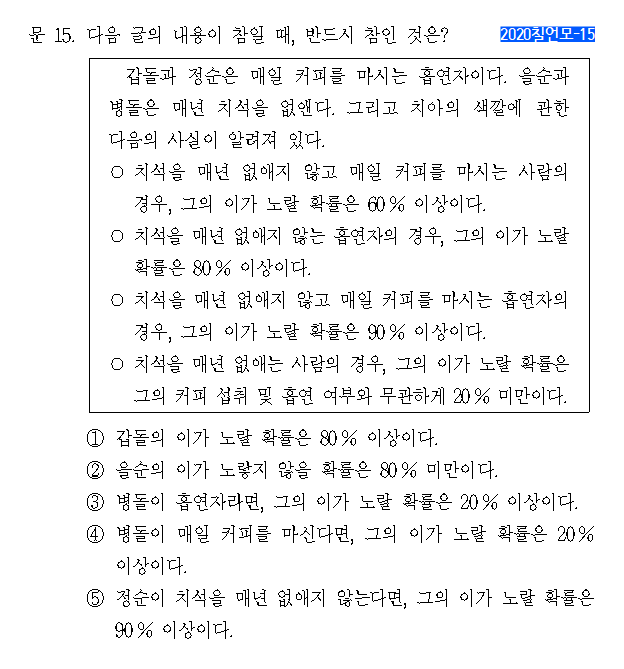 문 15. 다음 글의 내용이 참일 때, 반드시 참인 것은? 2020침언모-15
갑돌과 정순은 매일 커피를 마시는 흡연자이다. 을순과
병돌은 매년 치석을 없앤다. 그리고 치아의 색깔에 관한
다음의 사실이 알려져 있다.
○ 치석을 매년 없애지 않고 매일 커피를 마시는 사람의
경우, 그의 이가 노랄 확률은 60% 이상이다.
○ 치석을 매년 없애지 않는 흡연자의 경우, 그의 이가 노랄
확률은 80% 이상이다.
○ 치석을 매년 없애지 않고 매일 커피를 마시는 흡연자의
경우, 그의 이가 노랄 확률은 90% 이상이다.
○ 치석을 매년 없애는 사람의 경우, 그의 이가 노랄 확률은
그의 커피 섭취 및 흡연 여부와 무관하게 20% 미만이다.
① 갑돌의 이가 노랄 확률은 80% 이상이다.
② 을순의 이가 노랗지 않을 확률은 80% 미만이다.
③ 병돌이 흡연자라면, 그의 이가 노랄 확률은 20% 이상이다.
④ 병돌이 매일 커피를 마신다면, 그의 이가 노랄 확률은 20%
이상이다.
⑤ 정순이 치석을 매년 없애지 않는다면, 그의 이가 노랄 확률은
90% 이상이다.